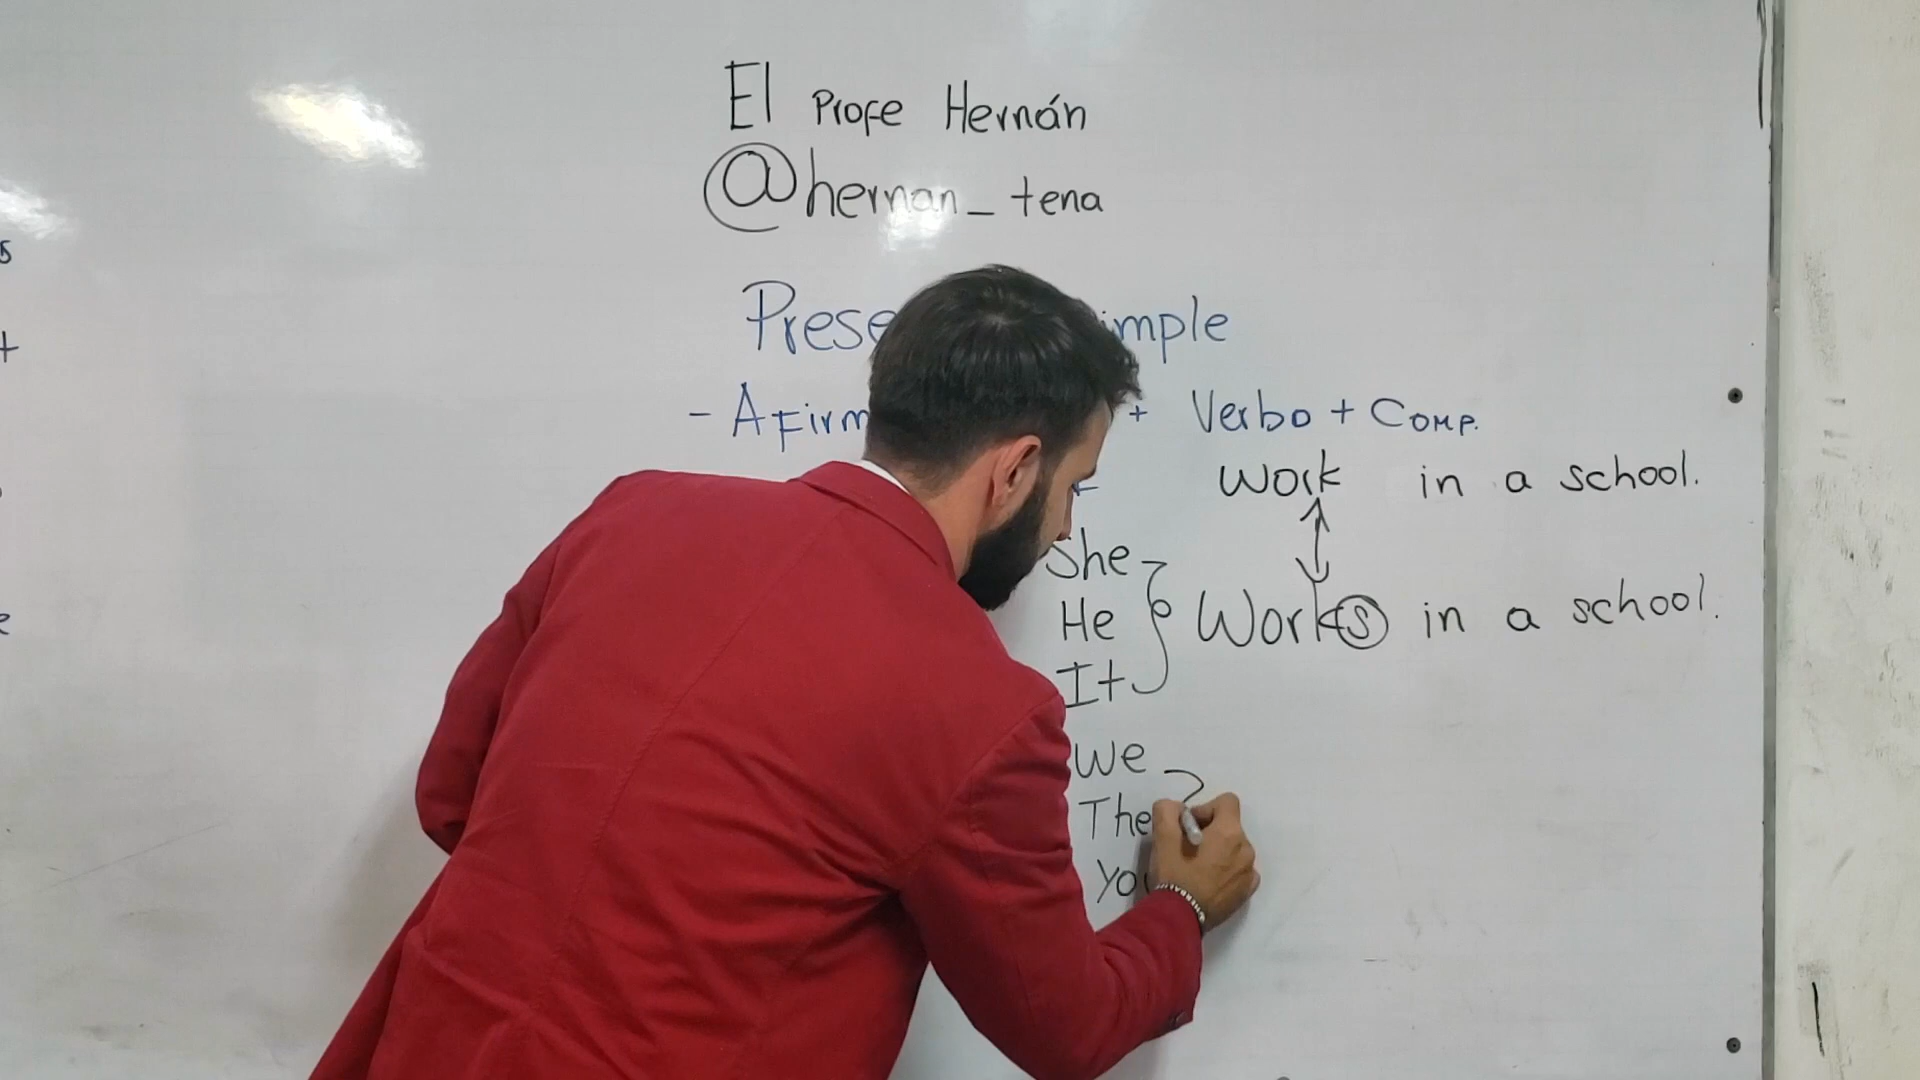 El Profe Hernán
@hernan_tena
Prese imple
- Afirm + Verbo + Comp.
Work in a school.
She
He Works in a school.
It
We
The
you